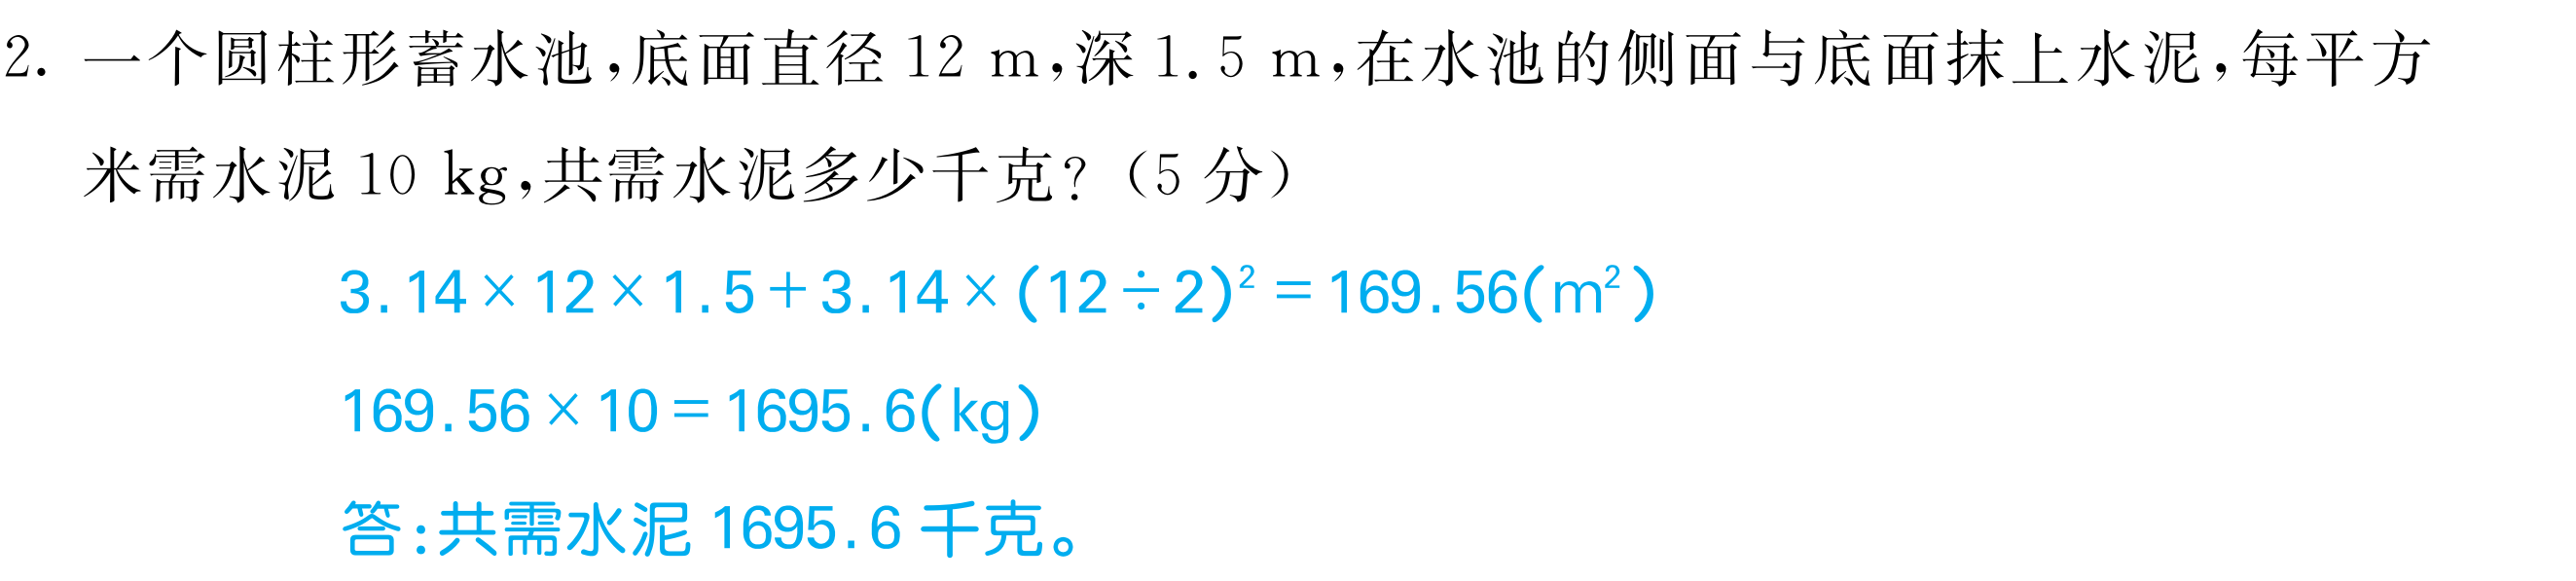 2. 一个圆柱形蓄水池,底面直径 12 m,深 1.5 m,在水池的侧面与底面抹上水泥,每平方
米需水泥 10 kg,共需水泥多少千克?(5 分)
3.14×12×1.5+3.14×(12÷2)²=169.56(m²)
169.56×10=1695.6(kg)
答:共需水泥 1695.6 千克。